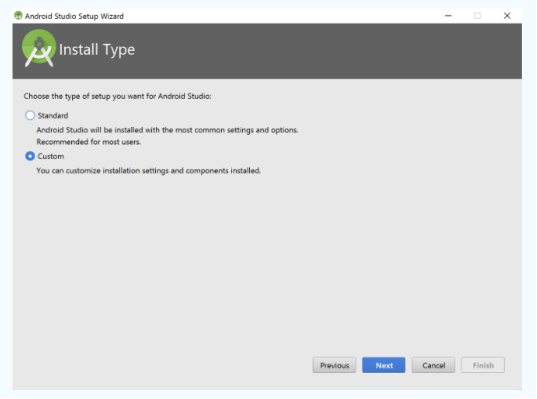 Android Studio Setup Wizard
Install Type
Choose the type of setup you want for Android Studio:
Standard
Android Studio will be installed with the most common settings and options.
Recommended for most users.
Custom
You can customize installation settings and components installed.
Previous Next Cancel Finish